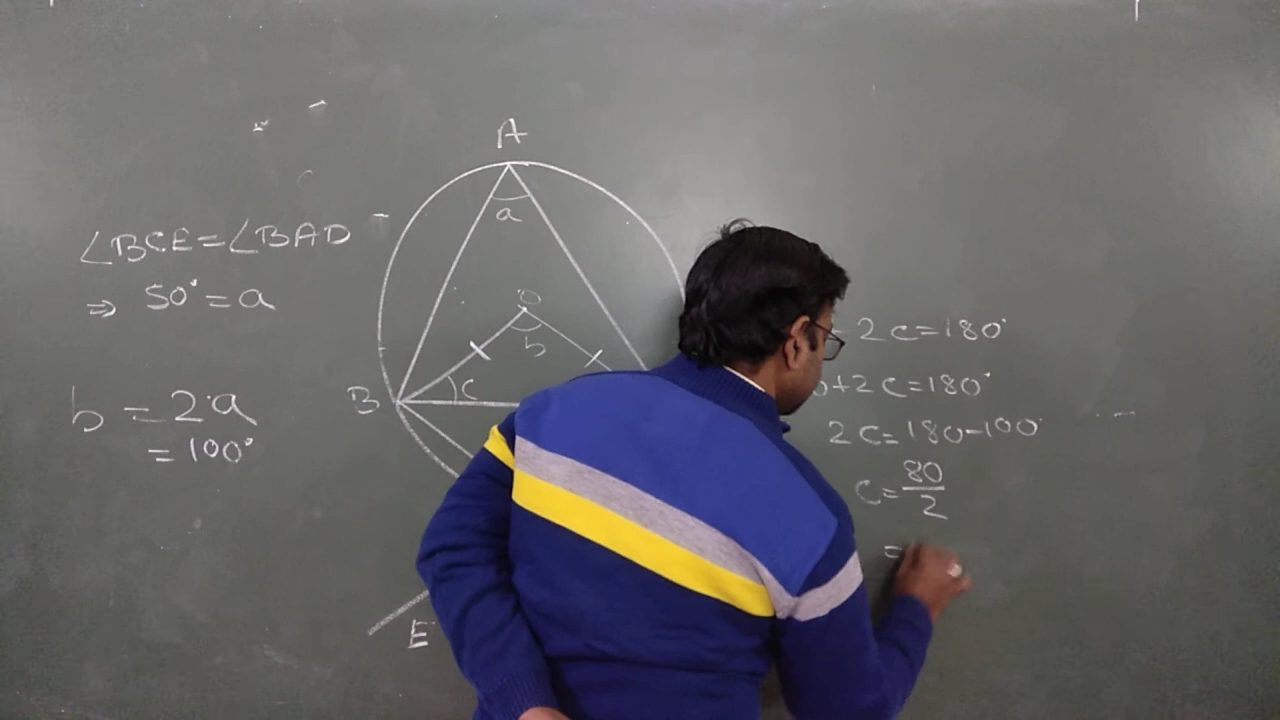 A
a
∠BCE=∠BAD
⇒ 50°=a
O
b
- 2c=180°
+2c=180°
B
c
b = 2a
= 100°
2c=180-100°
c=80/2
=
E